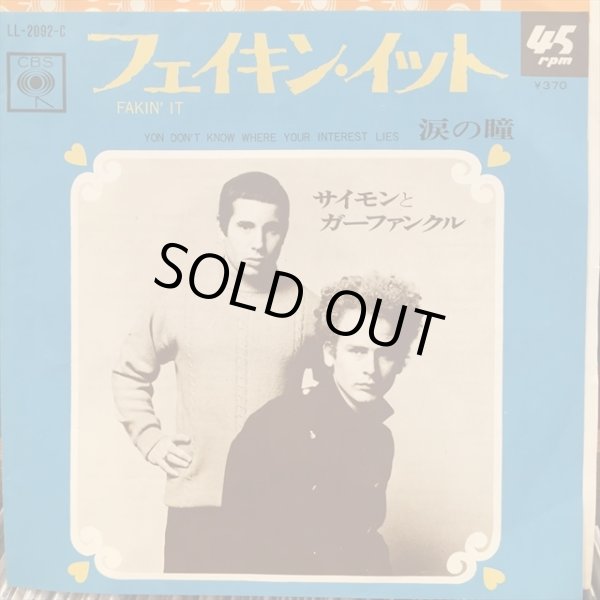 LL-2092-C
CBS
フェイキン・イット
45
rpm
¥370
FAKIN' IT
YON DON'T KNOW WHERE YOUR INTEREST LIES
涙の瞳
サイモンと
ガーファンクル
SOLD OUT